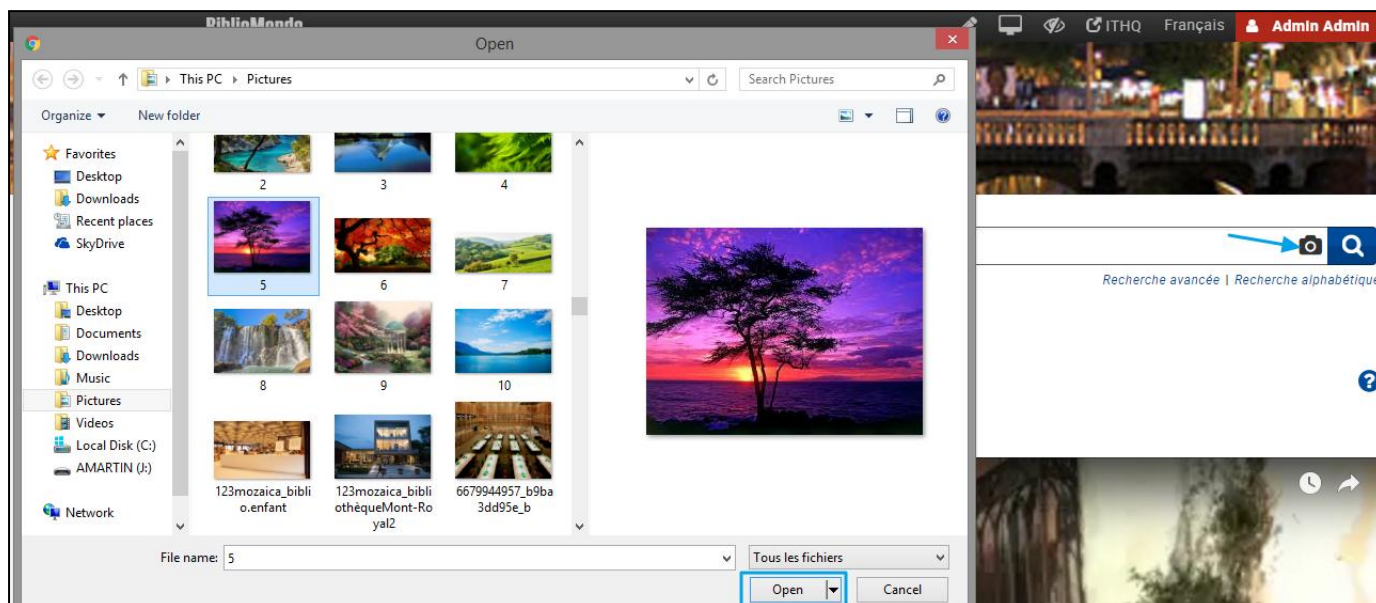 BiblioMondo
ITHQ Français Admin Admin
Open
This PC Pictures
Search Pictures
Organize New folder
Favorites
Desktop
Downloads
Recent places
SkyDrive
This PC
Desktop
Documents
Downloads
Music
Pictures
Videos
Local Disk (C:)
AMARTIN (J:)
Network
2 3 4
5 6 7
8 9 10
123mozaica_bibli
o.enfant
123mozaica_bibli
othèqueMont-Ro
yal2
6679944957_b9ba
3dd95e_b
Recherche avancée | Recherche alphabétique
File name: 5
Tous les fichiers
Open Cancel